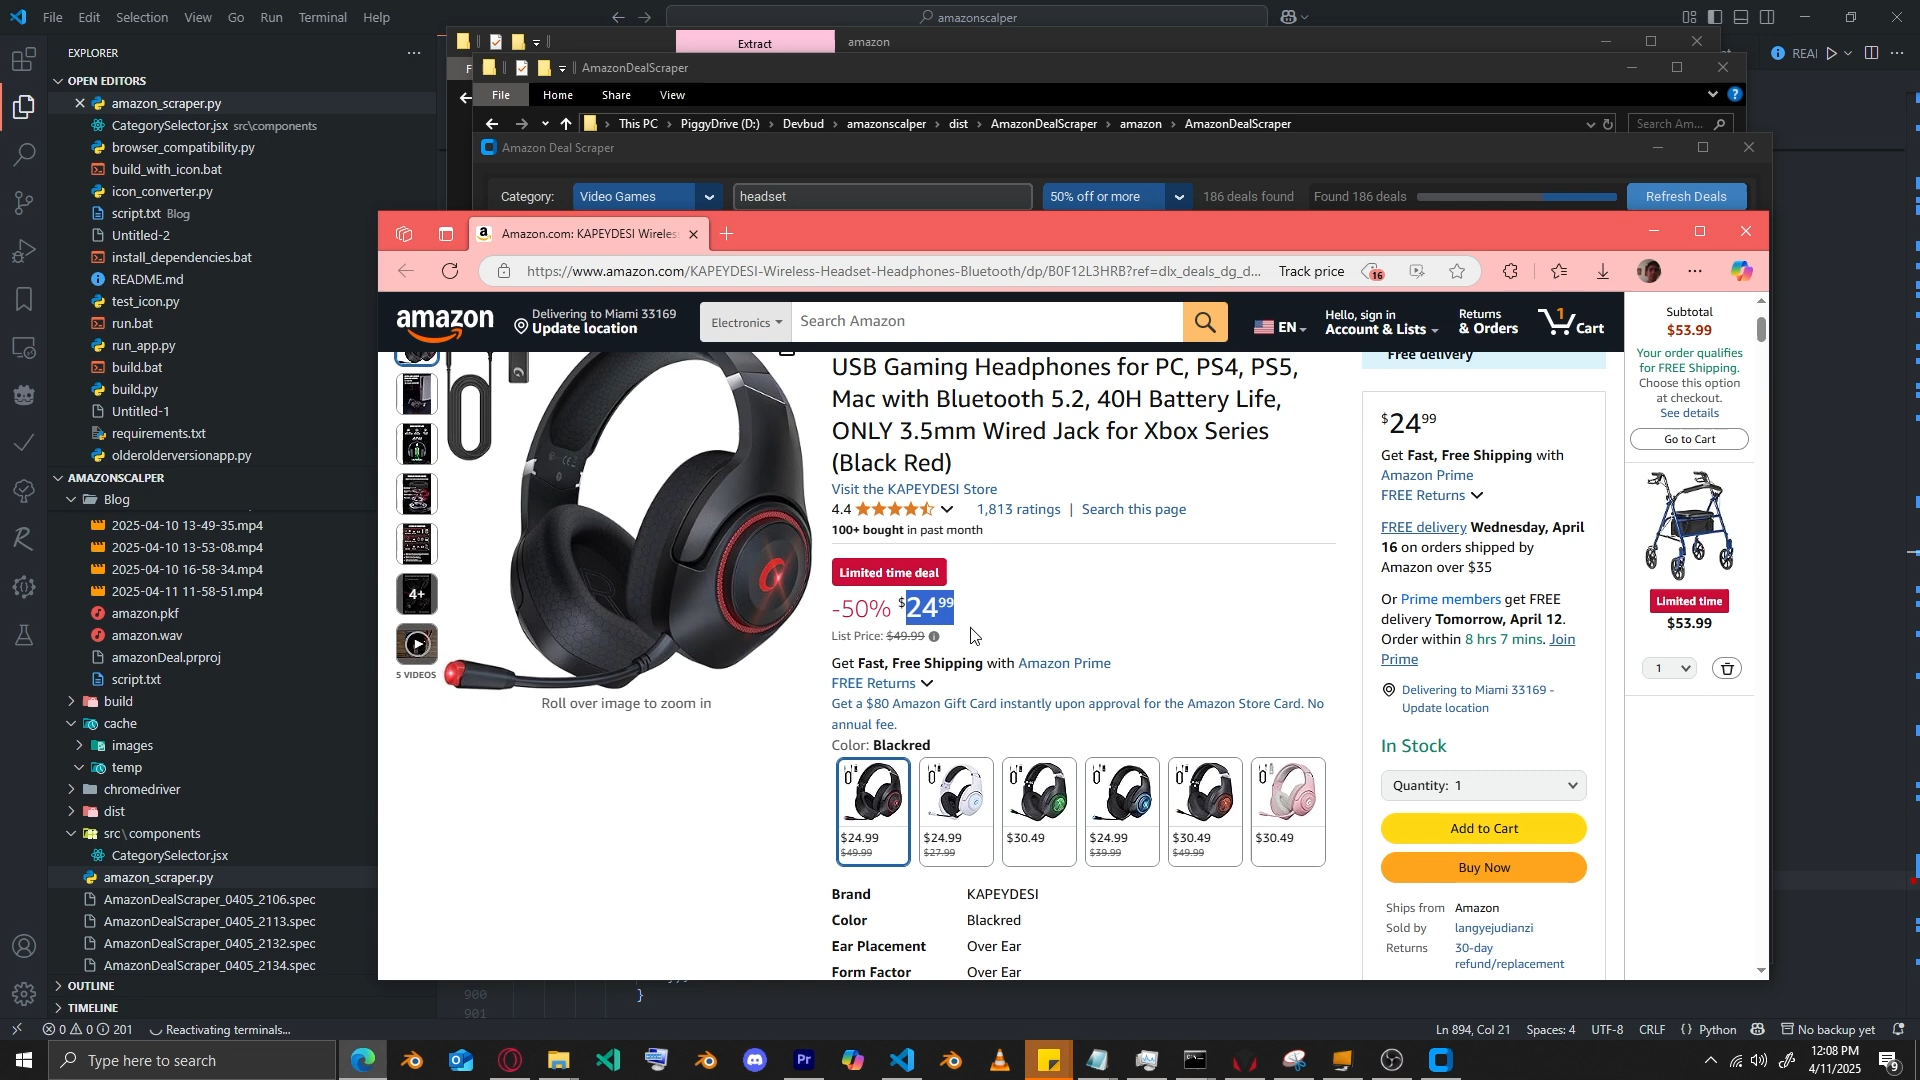 File Edit Selection View Go Run Terminal Help
amazonscalper
EXPLORER
OPEN EDITORS
amazon_scraper.py
CategorySelector.jsx src\components
browser_compatibility.py
build_with_icon.bat
icon_converter.py
script.txt Blog
Untitled-2
install_dependencies.bat
README.md
test_icon.py
run.bat
run_app.py
build.bat
build.py
Untitled-1
requirements.txt
olderolderversionapp.py
AMAZONSCALPER
Blog
2025-04-10 13-49-35.mp4
2025-04-10 13-53-08.mp4
2025-04-10 16-58-34.mp4
2025-04-11 11-58-51.mp4
amazon.pkf
amazon.wav
amazonDeal.prproj
script.txt
build
cache
images
temp
chromedriver
dist
src\components
CategorySelector.jsx
amazon_scraper.py
AmazonDealScraper_0405_2106.spec
AmazonDealScraper_0405_2113.spec
AmazonDealScraper_0405_2132.spec
AmazonDealScraper_0405_2134.spec
OUTLINE
TIMELINE
Extract amazon
AmazonDealScraper
File Home Share View
This PC PiggyDrive (D:) Devbud amazonscalper dist AmazonDealScraper amazon AmazonDealScraper
Search Am...
REAI
Amazon Deal Scraper
Category: Video Games headset 50% off or more 186 deals found Found 186 deals Refresh Deals
Amazon.com: KAPEYDESI Wireles
https://www.amazon.com/KAPEYDESI-Wireless-Headset-Headphones-Bluetooth/dp/B0F12L3HRB?ref=dlx_deals_dg_d... Track price 16
amazon
Delivering to Miami 33169
Update location
Electronics
Search Amazon
EN
Hello, sign in
Account & Lists
Returns
& Orders
1
Cart
USB Gaming Headphones for PC, PS4, PS5,
Mac with Bluetooth 5.2, 40H Battery Life,
ONLY 3.5mm Wired Jack for Xbox Series
(Black Red)
Visit the KAPEYDESI Store
4.4 1,813 ratings | Search this page
100+ bought in past month
Limited time deal
-50% $24 99
List Price: $49.99
Get Fast, Free Shipping with Amazon Prime
FREE Returns
Get a $80 Amazon Gift Card instantly upon approval for the Amazon Store Card. No
annual fee.
Color: Blackred
$24.99 $24.99 $30.49 $24.99 $30.49 $30.49
$49.99 $27.99 $39.99 $49.99
Brand KAPEYDESI
Color Blackred
Ear Placement Over Ear
Form Factor Over Ear
4+
5 VIDEOS
Roll over image to zoom in
Free delivery
$24 99
Get Fast, Free Shipping with
Amazon Prime
FREE Returns
FREE delivery Wednesday, April
16 on orders shipped by
Amazon over $35
Or Prime members get FREE
delivery Tomorrow, April 12.
Order within 8 hrs 7 mins. Join
Prime
Delivering to Miami 33169 -
Update location
In Stock
Quantity: 1
Add to Cart
Buy Now
Ships from Amazon
Sold by langyejudianzi
Returns 30-day
refund/replacement
Subtotal
$53.99
Your order qualifies
for FREE Shipping.
Choose this option
at checkout.
See details
Go to Cart
Limited time
$53.99
1
900 }
901
0 0 201 Reactivating terminals...
Ln 894, Col 21 Spaces: 4 UTF-8 CRLF {} Python No backup yet
Type here to search
Pr
12:08 PM
4/11/2025
9